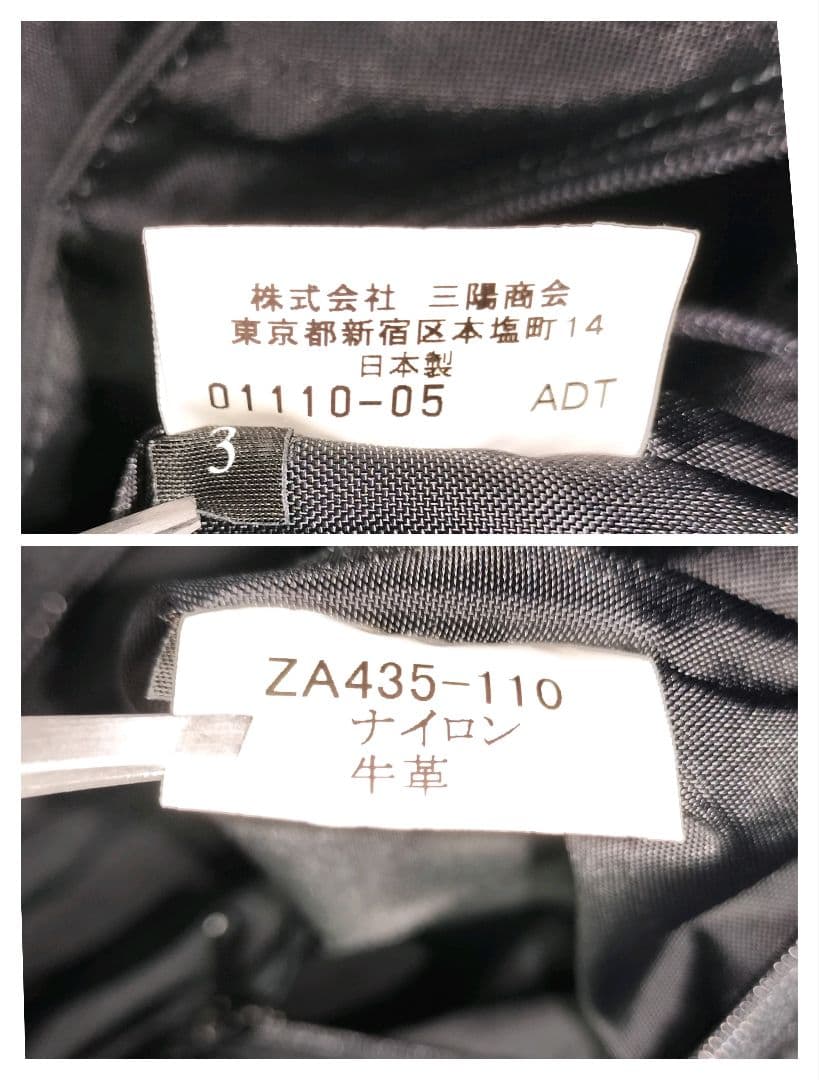 株式会社 三陽商会
東京都新宿区本塩町14
日本製
01110-05 ADT
3
ZA435-110
ナイロン
牛革